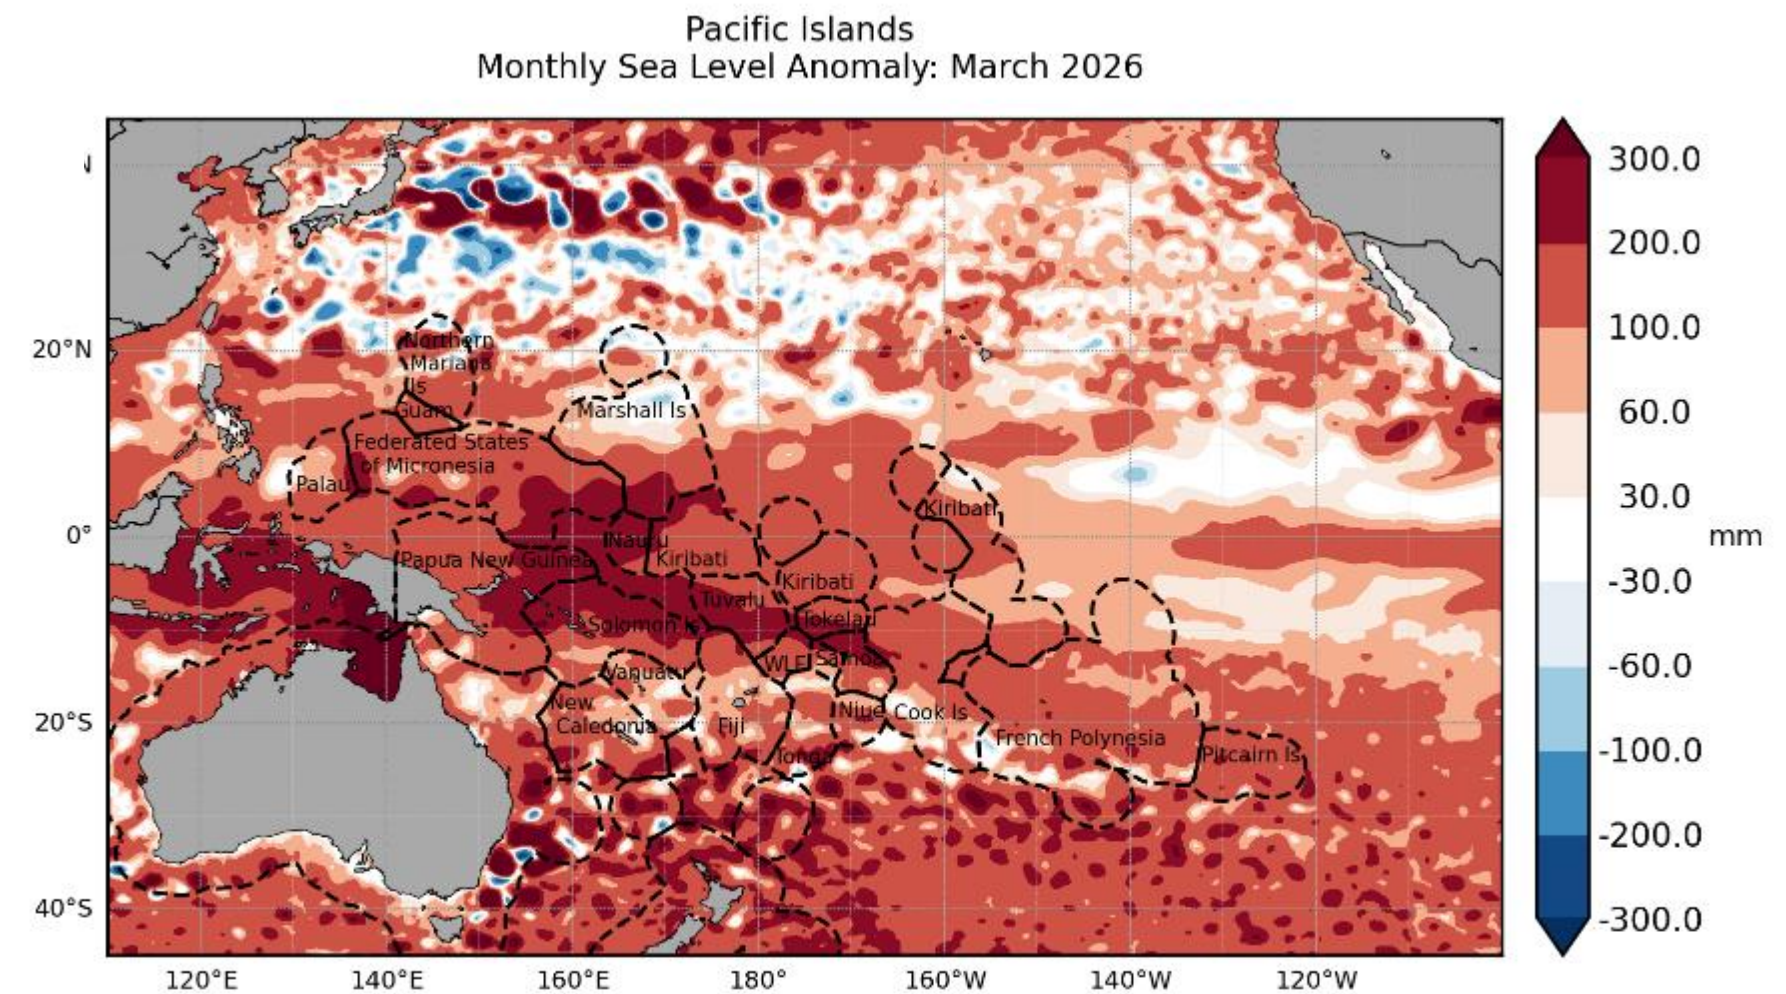 Pacific Islands
Monthly Sea Level Anomaly: March 2026
20°N
0°
20°S
40°S
120°E
140°E
160°E
180°
160°W
140°W
120°W
Northern
Mariana
Is
Guam
Marshall Is
Federated States
of Micronesia
Palau
Kiribati
Nauru
Papua New Guinea
Kiribati
Kiribati
Tuvalu
Tokelau
Solomon Is
W
Samoa
Vanuatu
New
Caledonia
Fiji
Niue
Cook Is
French Polynesia
Tonga
Pitcairn Is
300.0
200.0
100.0
60.0
30.0
-30.0
-60.0
-100.0
-200.0
-300.0
mm